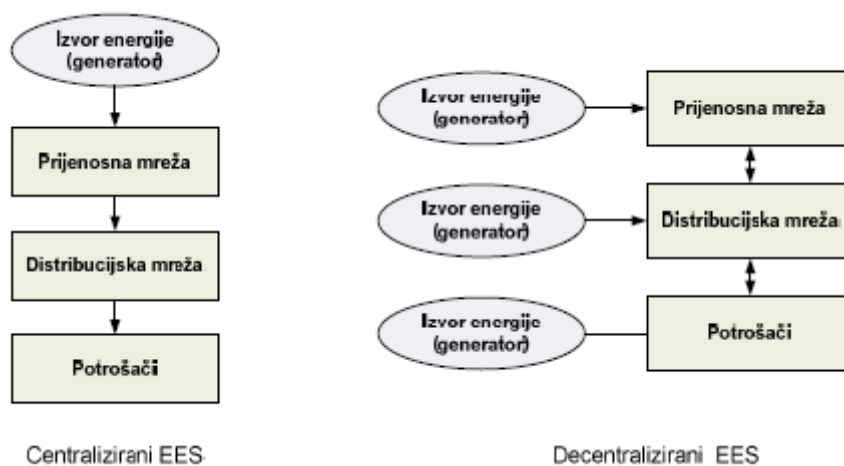 Izvor energije
(generator)
Prijenosna mreža
Distribucijska mreža
Potrošači
Centralizirani EES
Izvor energije
(generator)
Prijenosna mreža
Izvor energije
(generator)
Distribucijska mreža
Izvor energije
(generator)
Potrošači
Decentralizirani EES